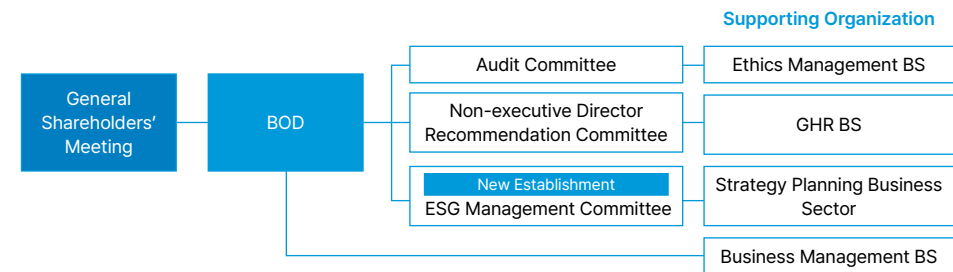 Supporting Organization
General
Shareholders’
Meeting
BOD
Audit Committee
Ethics Management BS
Non-executive Director
Recommendation Committee
GHR BS
New Establishment
ESG Management Committee
Strategy Planning Business
Sector
Business Management BS